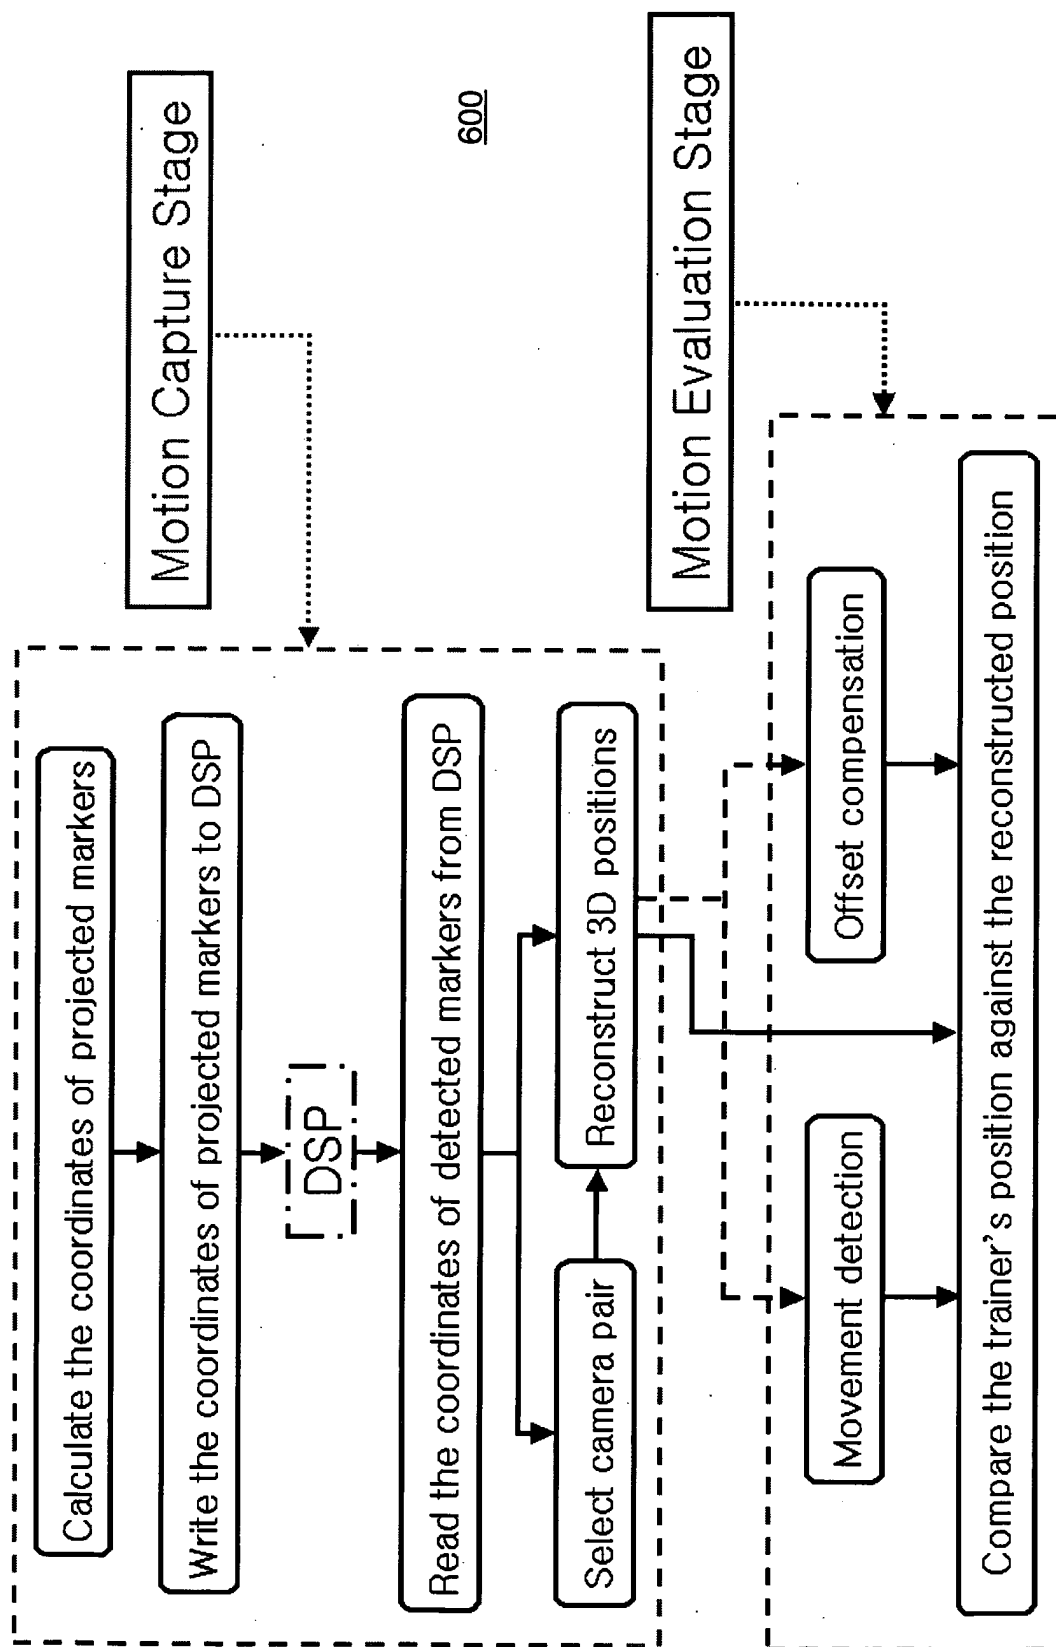 Calculate the coordinates of projected markers
Write the coordinates of projected markers to DSP
DSP
Read the coordinates of detected markers from DSP
Select camera pair
Reconstruct 3D positions
Motion Capture Stage
600
Motion Evaluation Stage
Movement detection
Offset compensation
Compare the trainer's position against the reconstructed position